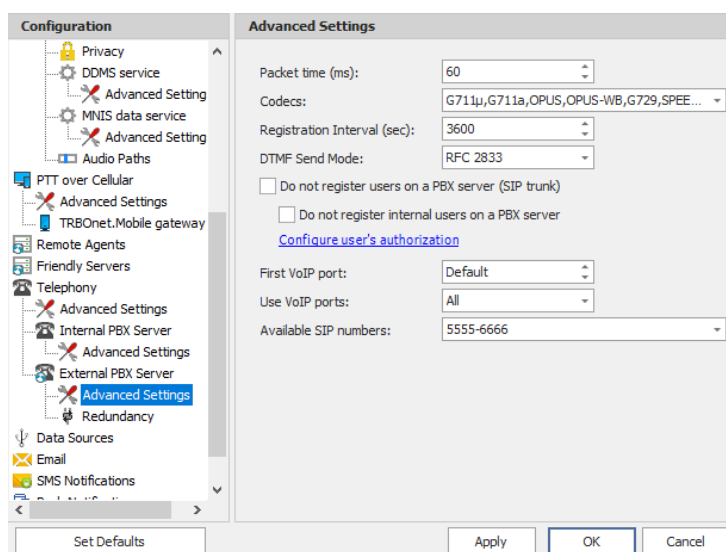 Configuration
Privacy
DDMS service
Advanced Setting
MNIS data service
Advanced Setting
Audio Paths
PTT over Cellular
Advanced Settings
TRBOnet.Mobile gateway
Remote Agents
Friendly Servers
Telephony
Advanced Settings
Internal PBX Server
Advanced Settings
External PBX Server
Advanced Settings
Redundancy
Data Sources
Email
SMS Notifications
Set Defaults
Advanced Settings
Packet time (ms): 60
Codecs: G711µ,G711a,OPUS,OPUS-WB,G729,SPEE...
Registration Interval (sec): 3600
DTMF Send Mode: RFC 2833
Do not register users on a PBX server (SIP trunk)
Do not register internal users on a PBX server
Configure user's authorization
First VoIP port: Default
Use VoIP ports: All
Available SIP numbers: 5555-6666
Apply OK Cancel